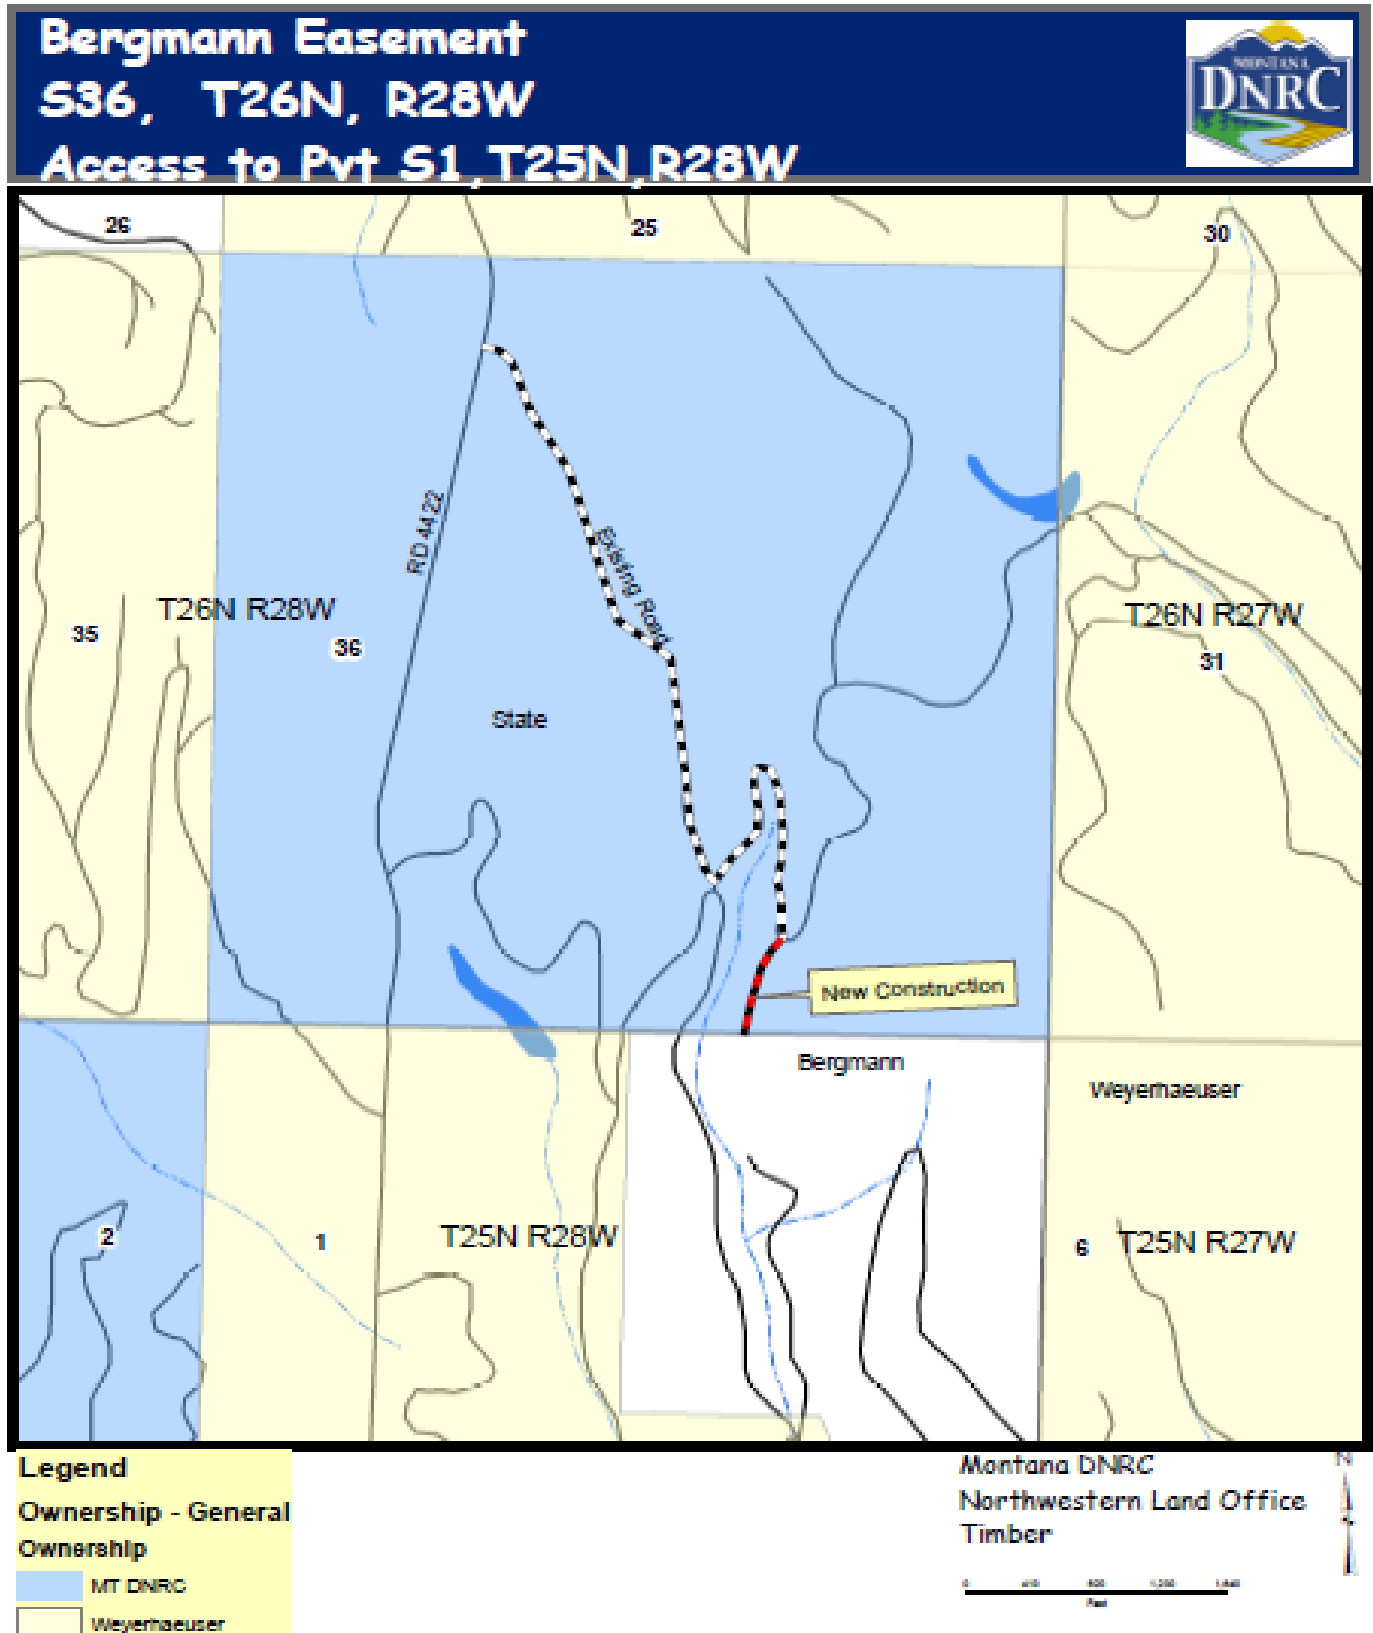 Bergmann Easement
S36, T26N, R28W
Access to Pvt S1,T25N,R28W
MONTANA
DNRC
26
25
30
RD 4422
Existing Road
T26N R28W
T26N R27W
35
36
31
State
New Construction
Bergmann
Weyerhaeuser
2
1
T25N R28W
6
T25N R27W
Legend
Ownership - General
Ownership
MT DNRC
Weyerhaeuser
Montana DNRC
Northwestern Land Office
Timber
N
0
Feet